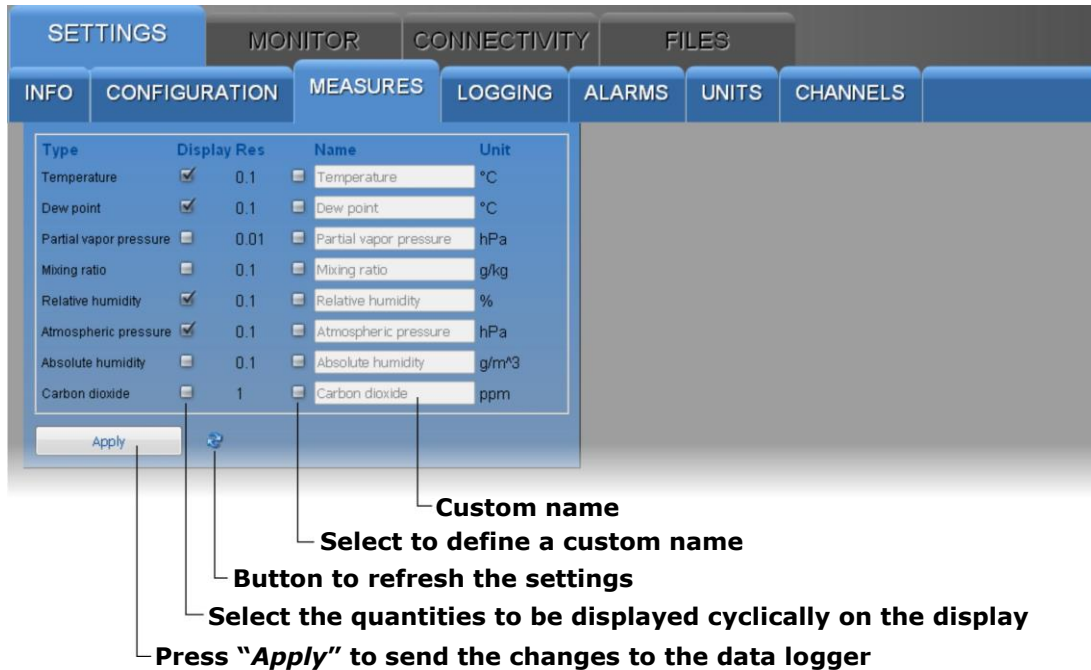 SETTINGS MONITOR CONNECTIVITY FILES
INFO CONFIGURATION MEASURES LOGGING ALARMS UNITS CHANNELS
Type Display Res Name Unit
Temperature 0.1 Temperature °C
Dew point 0.1 Dew point °C
Partial vapor pressure 0.01 Partial vapor pressure hPa
Mixing ratio 0.1 Mixing ratio g/kg
Relative humidity 0.1 Relative humidity %
Atmospheric pressure 0.1 Atmospheric pressure hPa
Absolute humidity 0.1 Absolute humidity g/m^3
Carbon dioxide 1 Carbon dioxide ppm
Apply
Custom name
Select to define a custom name
Button to refresh the settings
Select the quantities to be displayed cyclically on the display
Press “Apply” to send the changes to the data logger